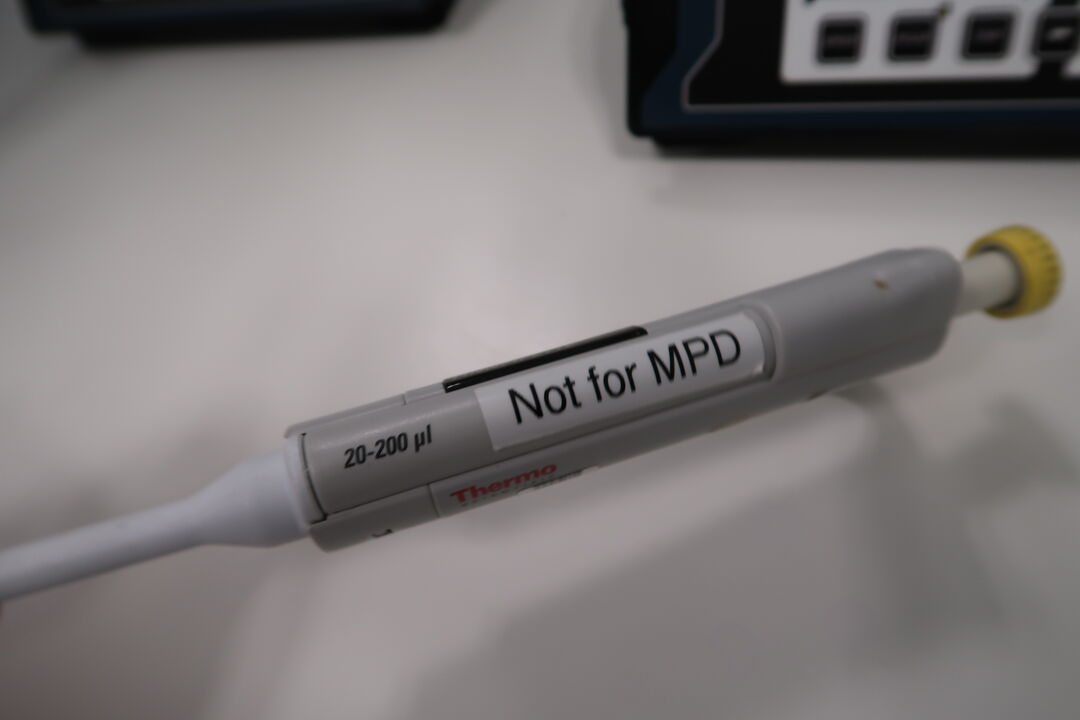 Not for MPD
20-200 µl
Thermo